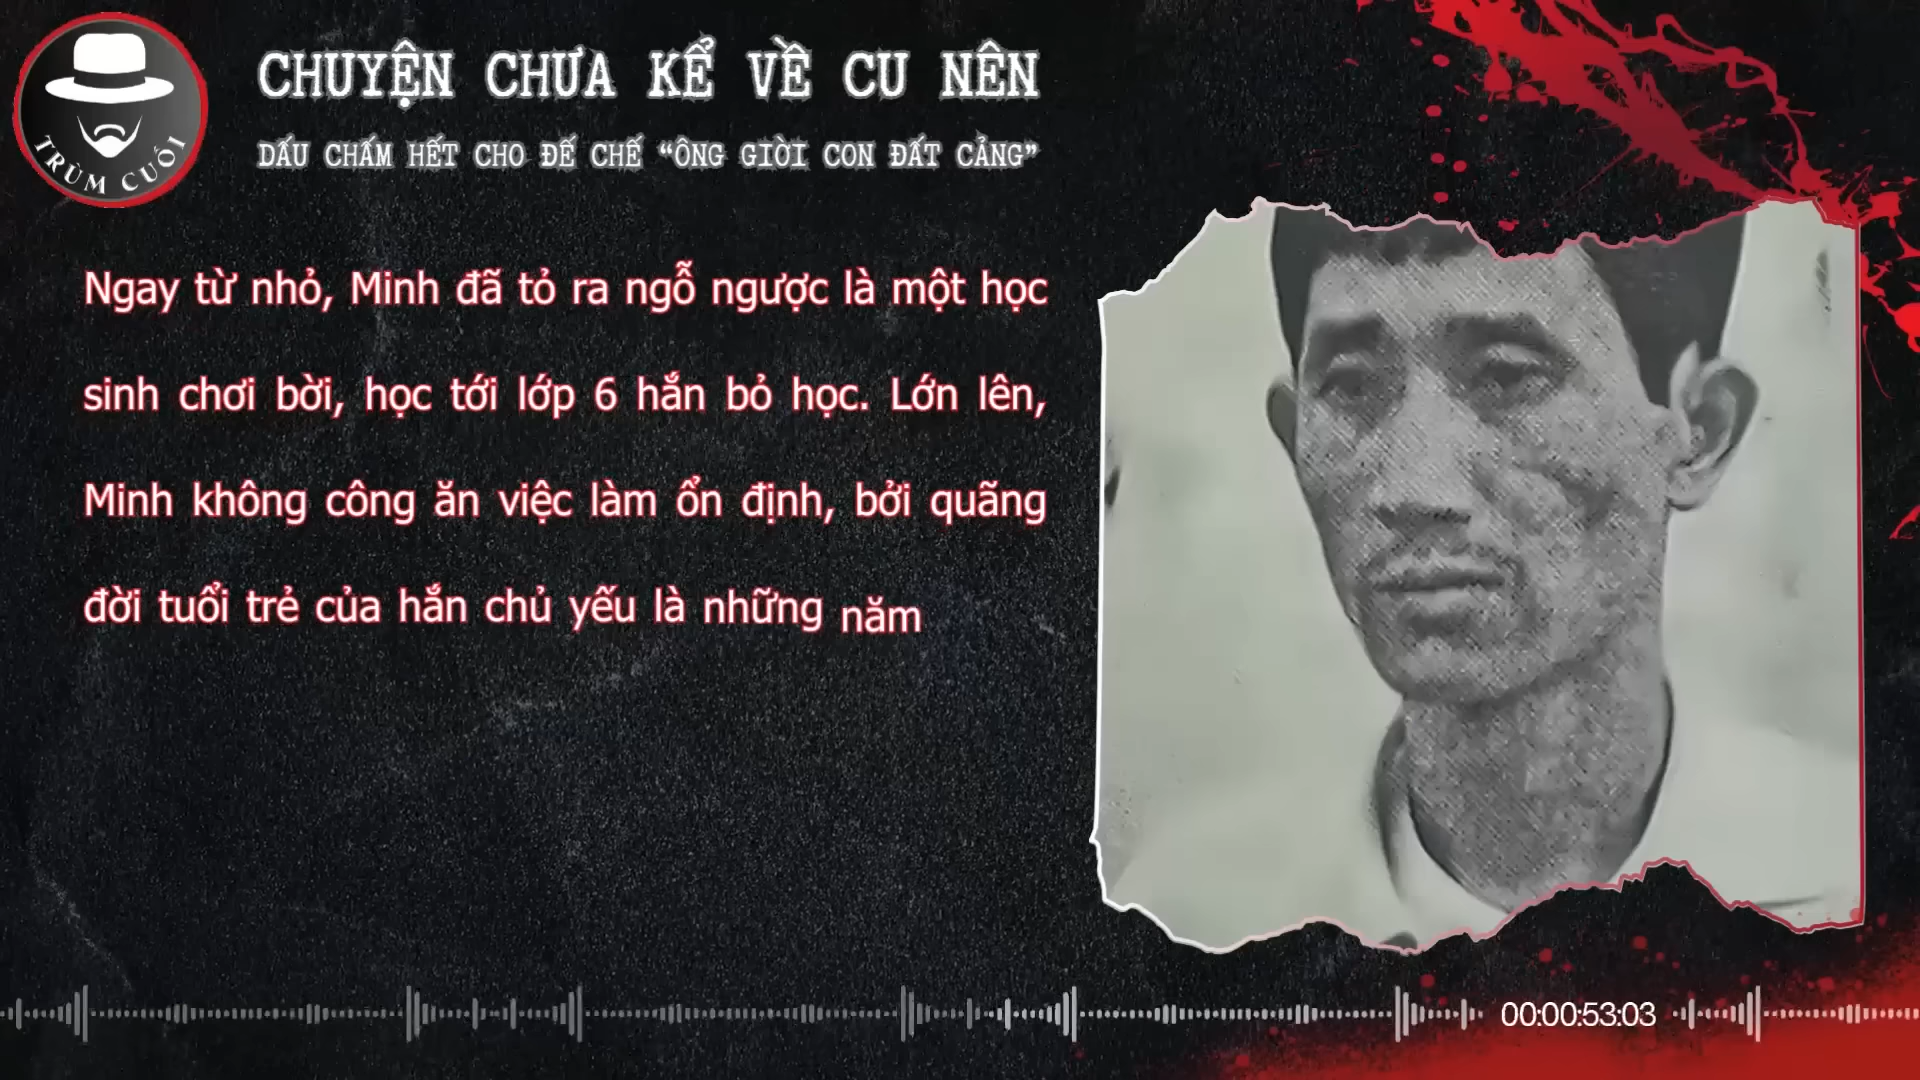 TRÙM CUỐI
CHUYỆN CHƯA KỂ VỀ CU NÊN
DẤU CHẤM HẾT CHO ĐẾ CHẾ “ÔNG GIỜI CON ĐẤT CẢNG”
Ngay từ nhỏ, Minh đã tỏ ra ngỗ ngược là một học
sinh chơi bời, học tới lớp 6 hắn bỏ học. Lớn lên,
Minh không công ăn việc làm ổn định, bởi quãng
đời tuổi trẻ của hắn chủ yếu là những năm
00:00:53:03